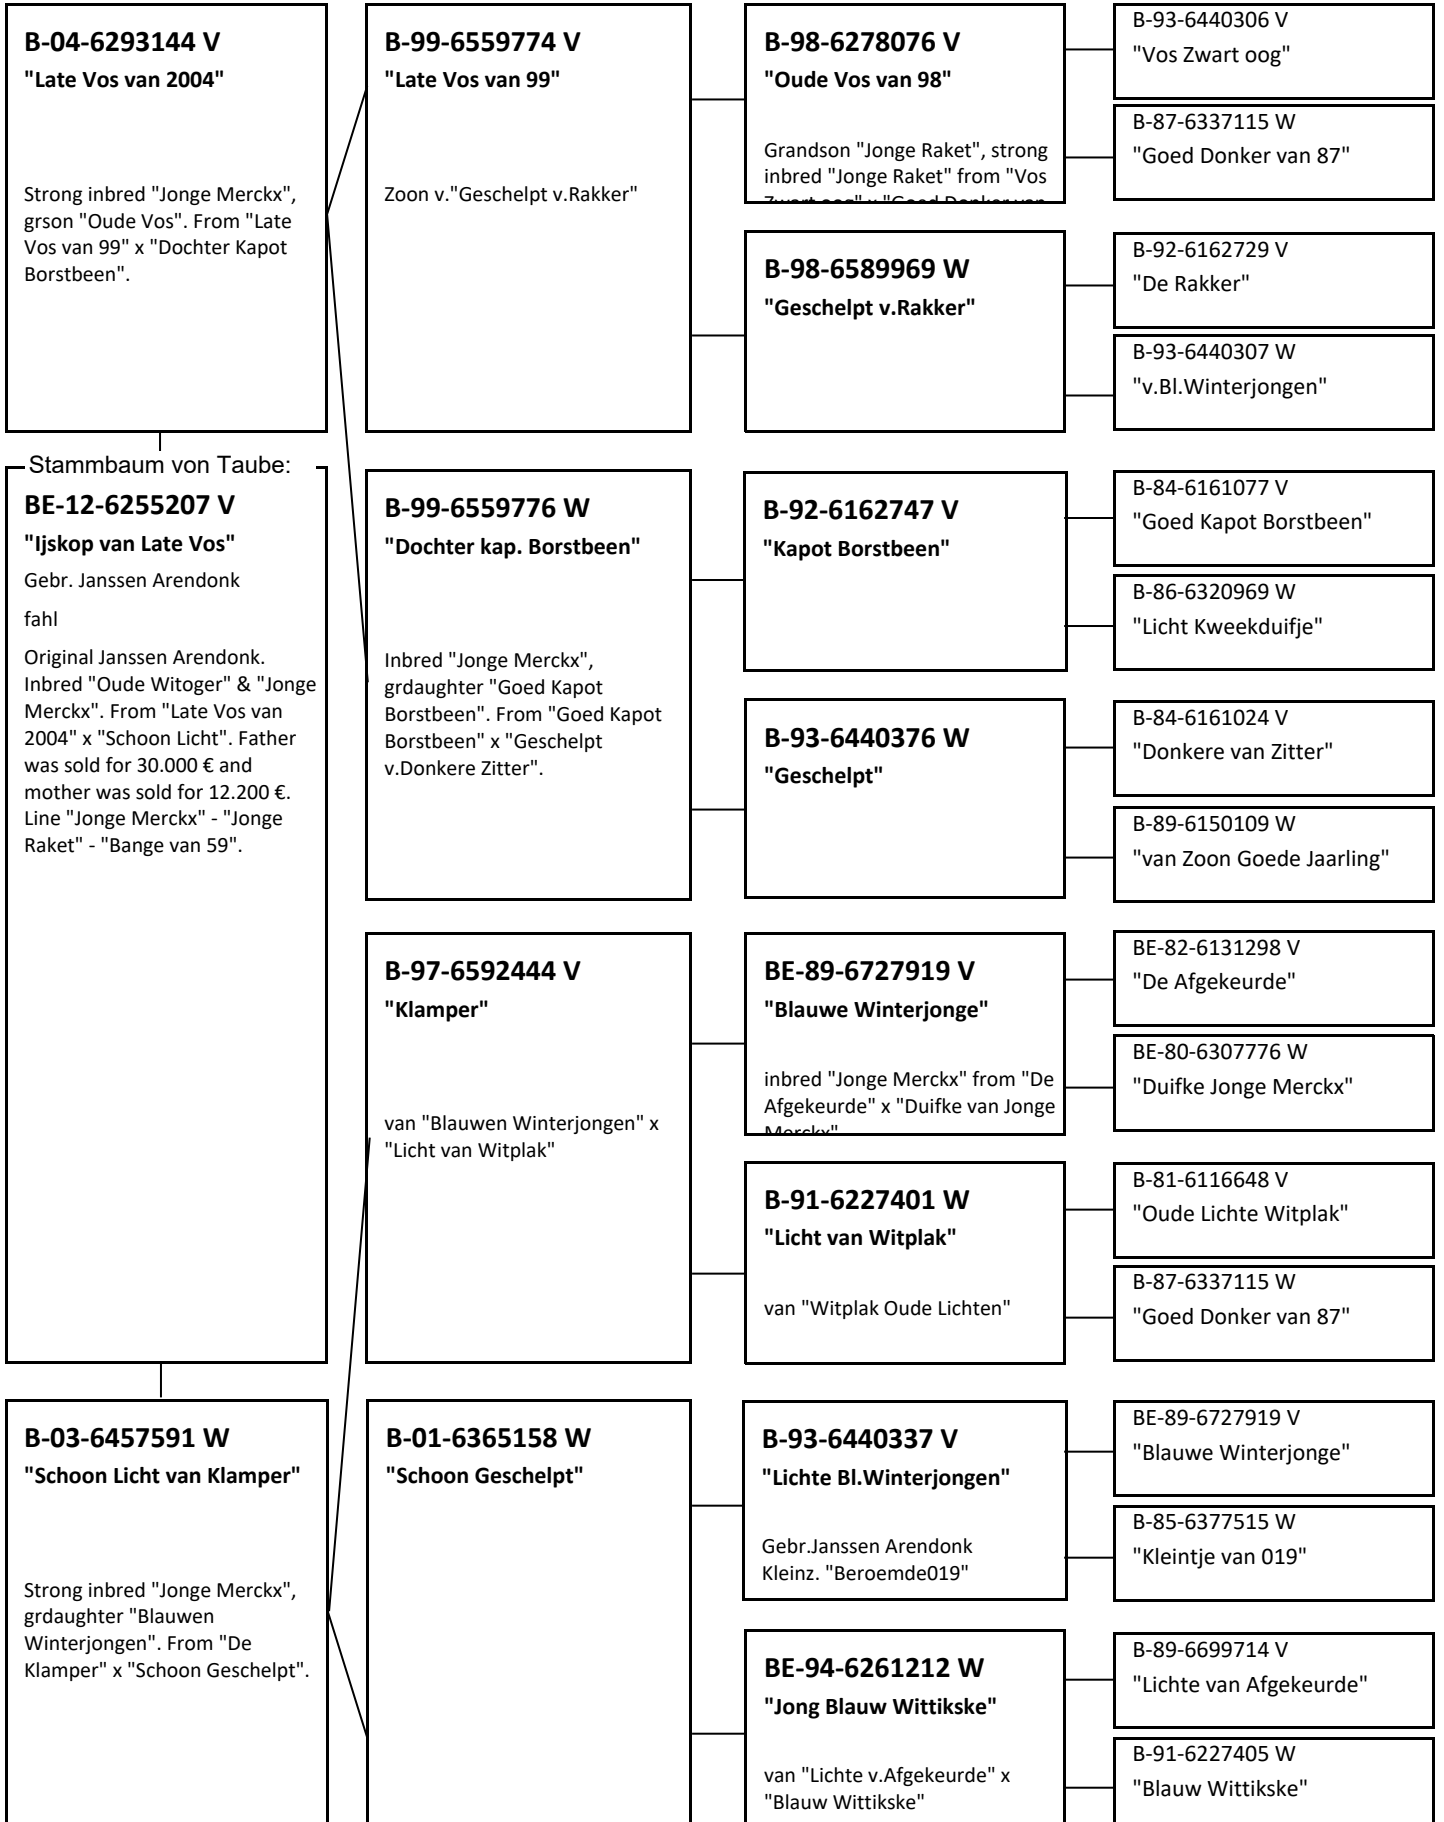 B-04-6293144 V
"Late Vos van 2004"
Strong inbred "Jonge Merckx",
grson "Oude Vos". From "Late
Vos van 99" x "Dochter Kapot
Borstbeen".
Stammbaum von Taube:
BE-12-6255207 V
"Ijskop van Late Vos"
Gebr. Janssen Arendonk
fahl
Original Janssen Arendonk.
Inbred "Oude Witoger" & "Jonge
Merckx". From "Late Vos van
2004" x "Schoon Licht". Father
was sold for 30.000 € and
mother was sold for 12.200 €.
Line "Jonge Merckx" - "Jonge
Raket" - "Bange van 59".
B-03-6457591 W
"Schoon Licht van Klamper"
Strong inbred "Jonge Merckx",
grdaughter "Blauwen
Winterjongen". From "De
Klamper" x "Schoon Geschelpt".
B-99-6559774 V
"Late Vos van 99"
Zoon v."Geschelpt v.Rakker"
B-99-6559776 W
"Dochter kap. Borstbeen"
Inbred "Jonge Merckx",
grdaughter "Goed Kapot
Borstbeen". From "Goed Kapot
Borstbeen" x "Geschelpt
v.Donkere Zitter".
B-97-6592444 V
"Klamper"
van "Blauwen Winterjongen" x
"Licht van Witplak"
B-01-6365158 W
"Schoon Geschelpt"
B-98-6278076 V
"Oude Vos van 98"
Grandson "Jonge Raket", strong
inbred "Jonge Raket" from "Vos
Zwart oog" x "Goed Donker van
B-98-6589969 W
"Geschelpt v.Rakker"
B-92-6162747 V
"Kapot Borstbeen"
B-93-6440376 W
"Geschelpt"
BE-89-6727919 V
"Blauwe Winterjonge"
inbred "Jonge Merckx" from "De
Afgekeurde" x "Duifke van Jonge
Merckx"
B-91-6227401 W
"Licht van Witplak"
van "Witplak Oude Lichten"
B-93-6440337 V
"Lichte Bl.Winterjongen"
Gebr.Janssen Arendonk
Kleinz. "Beroemde019"
BE-94-6261212 W
"Jong Blauw Wittikske"
van "Lichte v.Afgekeurde" x
"Blauw Wittikske"
B-93-6440306 V
"Vos Zwart oog"
B-87-6337115 W
"Goed Donker van 87"
B-92-6162729 V
"De Rakker"
B-93-6440307 W
"v.Bl.Winterjongen"
B-84-6161077 V
"Goed Kapot Borstbeen"
B-86-6320969 W
"Licht Kweekduifje"
B-84-6161024 V
"Donkere van Zitter"
B-89-6150109 W
"van Zoon Goede Jaarling"
BE-82-6131298 V
"De Afgekeurde"
BE-80-6307776 W
"Duifke Jonge Merckx"
B-81-6116648 V
"Oude Lichte Witplak"
B-87-6337115 W
"Goed Donker van 87"
BE-89-6727919 V
"Blauwe Winterjonge"
B-85-6377515 W
"Kleintje van 019"
B-89-6699714 V
"Lichte van Afgekeurde"
B-91-6227405 W
"Blauw Wittikske"